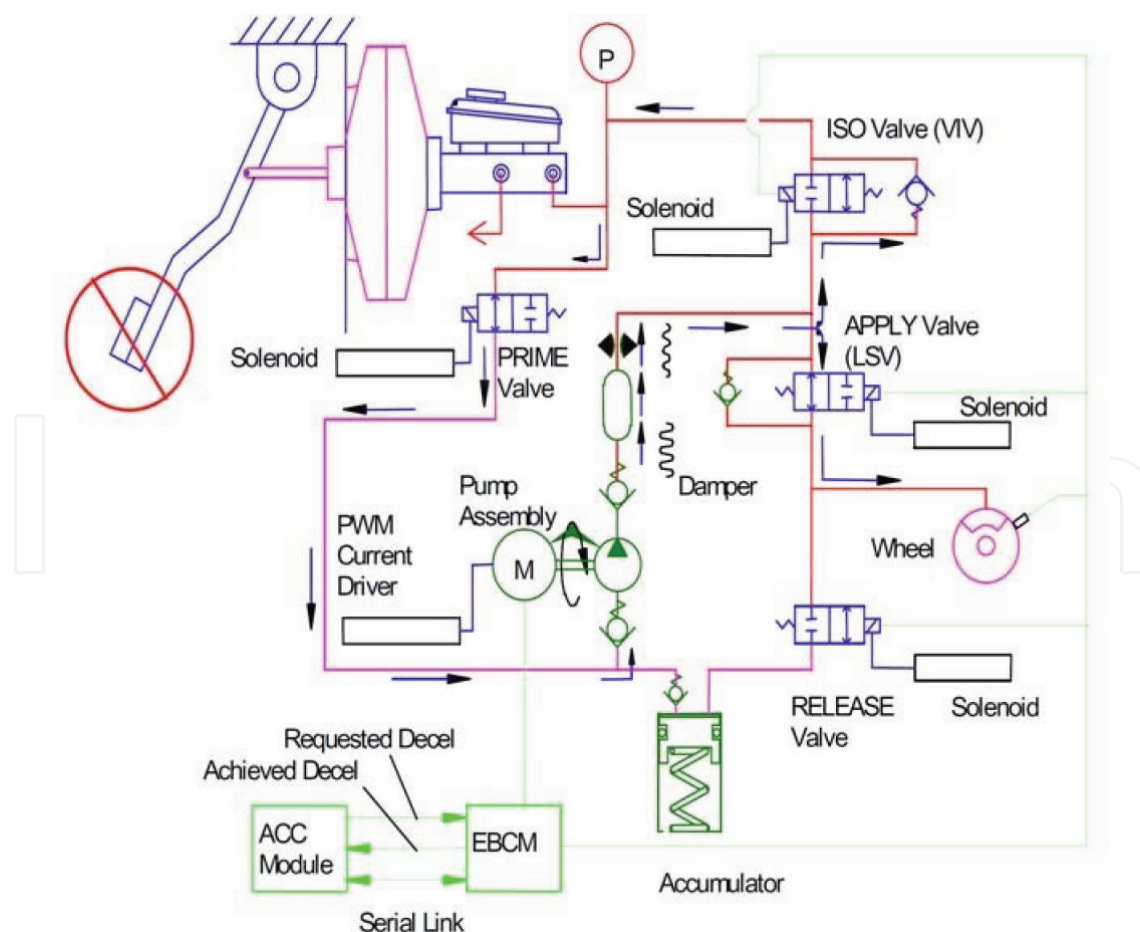 P
ISO Valve (VIV)
Solenoid
Solenoid
PRIME
Valve
APPLY Valve
(LSV)
Solenoid
Pump
Assembly
Damper
PWM
Current
Driver
M
Wheel
RELEASE
Valve
Solenoid
Requested Decel
Achieved Decel
ACC
Module
EBCM
Accumulator
Serial Link